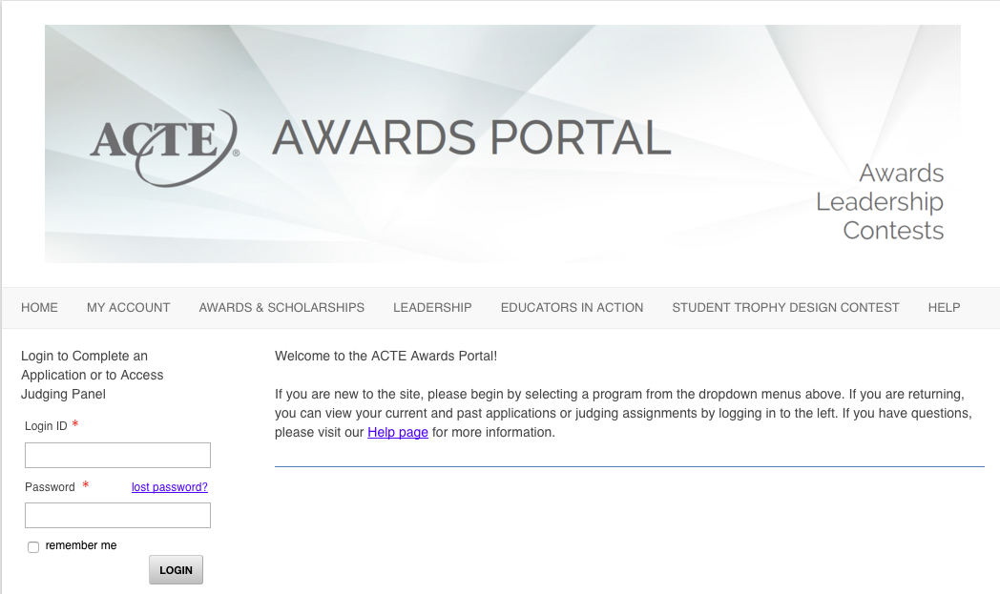 ACTE®
AWARDS PORTAL
Awards
Leadership
Contests
HOME MY ACCOUNT AWARDS & SCHOLARSHIPS LEADERSHIP EDUCATORS IN ACTION STUDENT TROPHY DESIGN CONTEST HELP
Login to Complete an
Application or to Access
Judging Panel
Login ID *
Password * lost password?
remember me
LOGIN
Welcome to the ACTE Awards Portal!
If you are new to the site, please begin by selecting a program from the dropdown menus above. If you are returning,
you can view your current and past applications or judging assignments by logging in to the left. If you have questions,
please visit our Help page for more information.